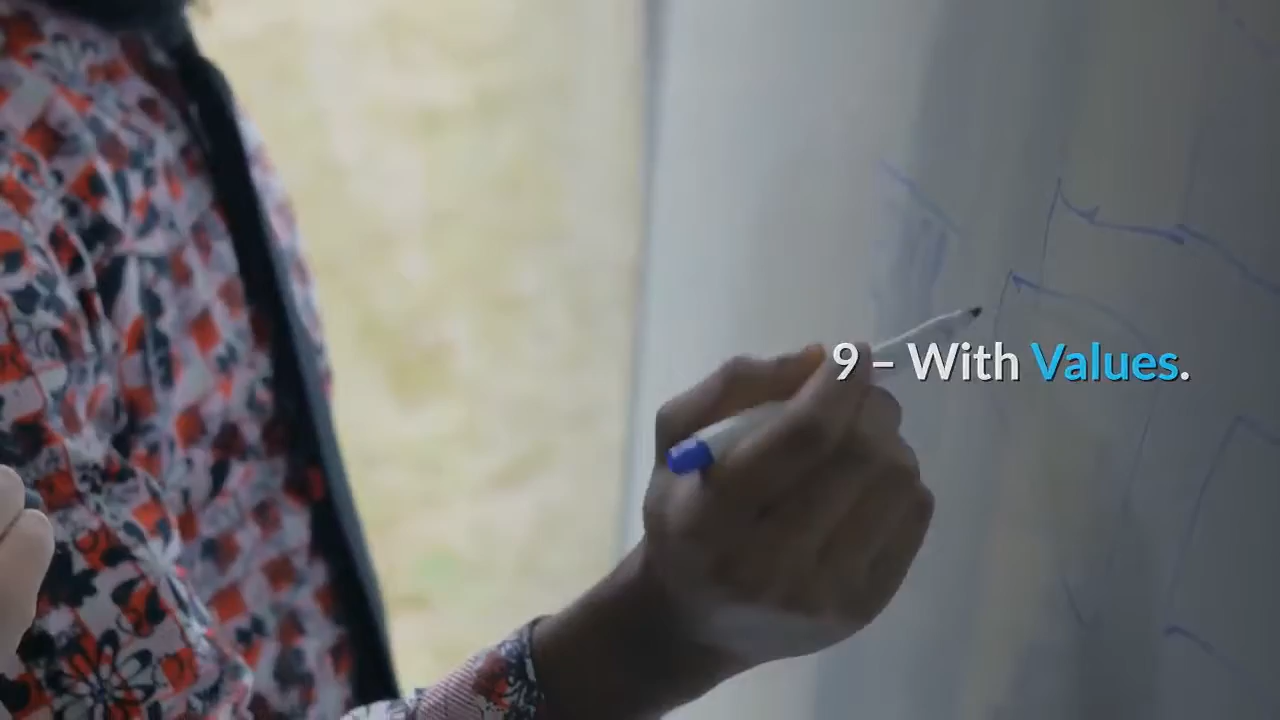 9 – With Values.